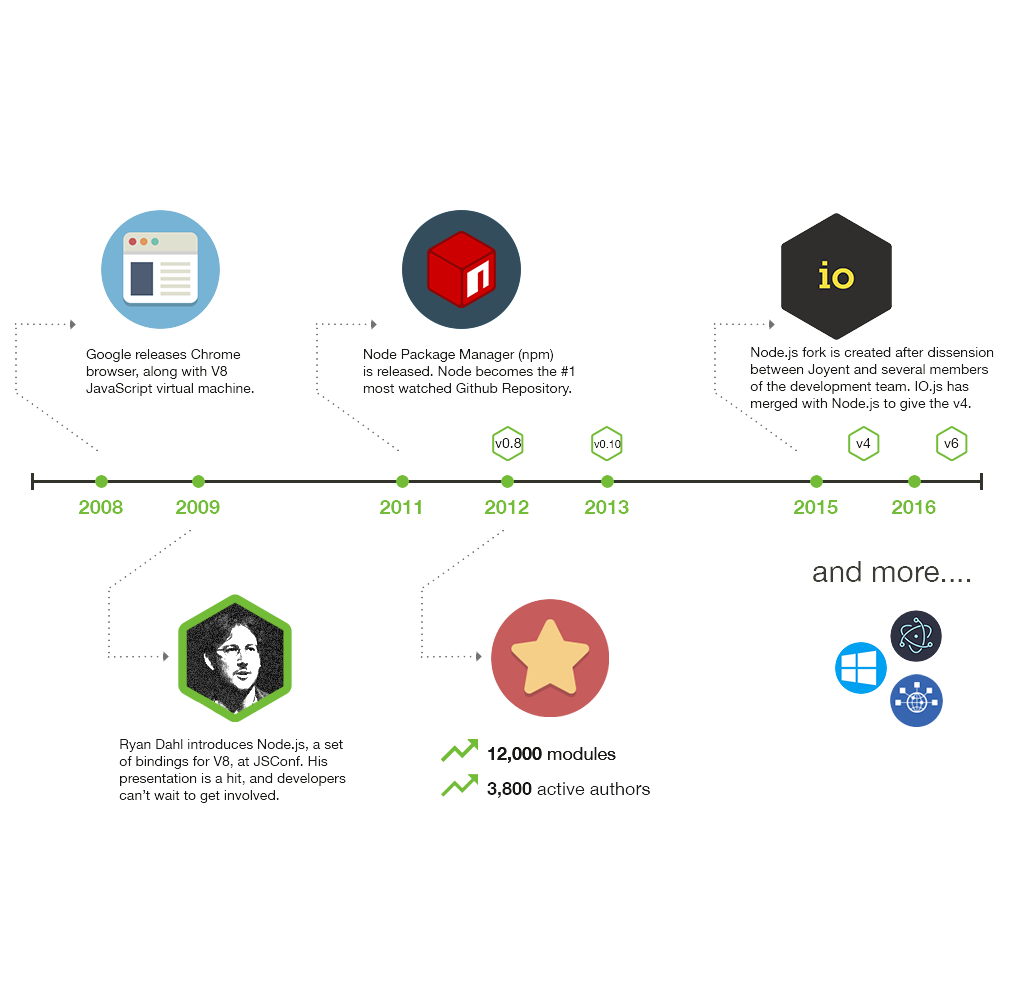 io
Google releases Chrome
browser, along with V8
JavaScript virtual machine.
Node Package Manager (npm)
is released. Node becomes the #1
most watched Github Repository.
Node.js fork is created after dissension
between Joyent and several members
of the development team. IO.js has
merged with Node.js to give the v4.
v0.8
v0.10
v4
v6
2008
2009
2011
2012
2013
2015
2016
and more....
Ryan Dahl introduces Node.js, a set
of bindings for V8, at JSConf. His
presentation is a hit, and developers
can't wait to get involved.
12,000 modules
3,800 active authors